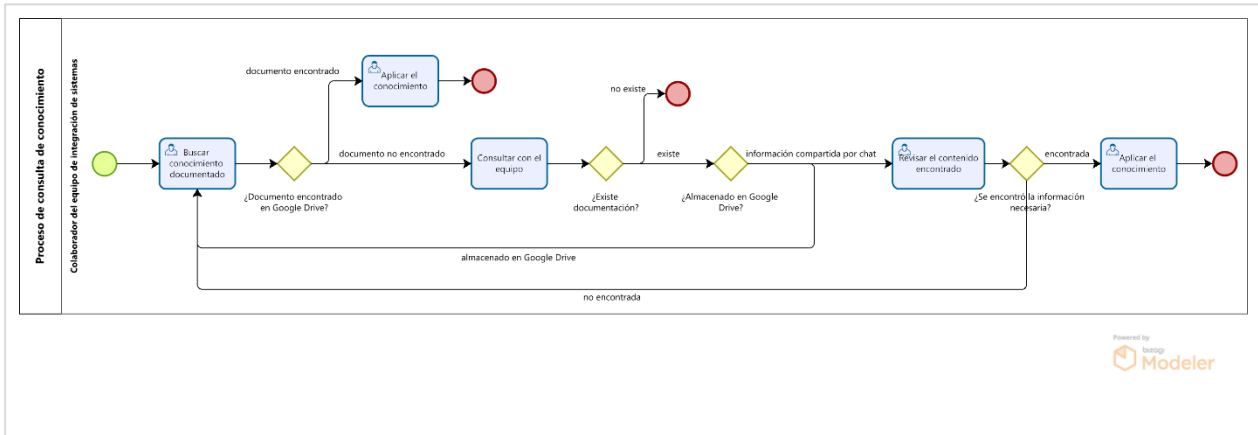 Proceso de consulta de conocimiento
Colaborador del equipo de integración de sistemas
Buscar
conocimiento
documentado
¿Documento encontrado
en Google Drive?
documento encontrado
Aplicar el
conocimiento
documento no encontrado
Consultar con el
equipo
¿Existe
documentación?
no existe
existe
¿Almacenado en Google
Drive?
información compartida por chat
almacenado en Google Drive
Revisar el contenido
encontrado
¿Se encontró la información
necesaria?
encontrada
Aplicar el
conocimiento
no encontrada
Powered by
bizagi
Modeler